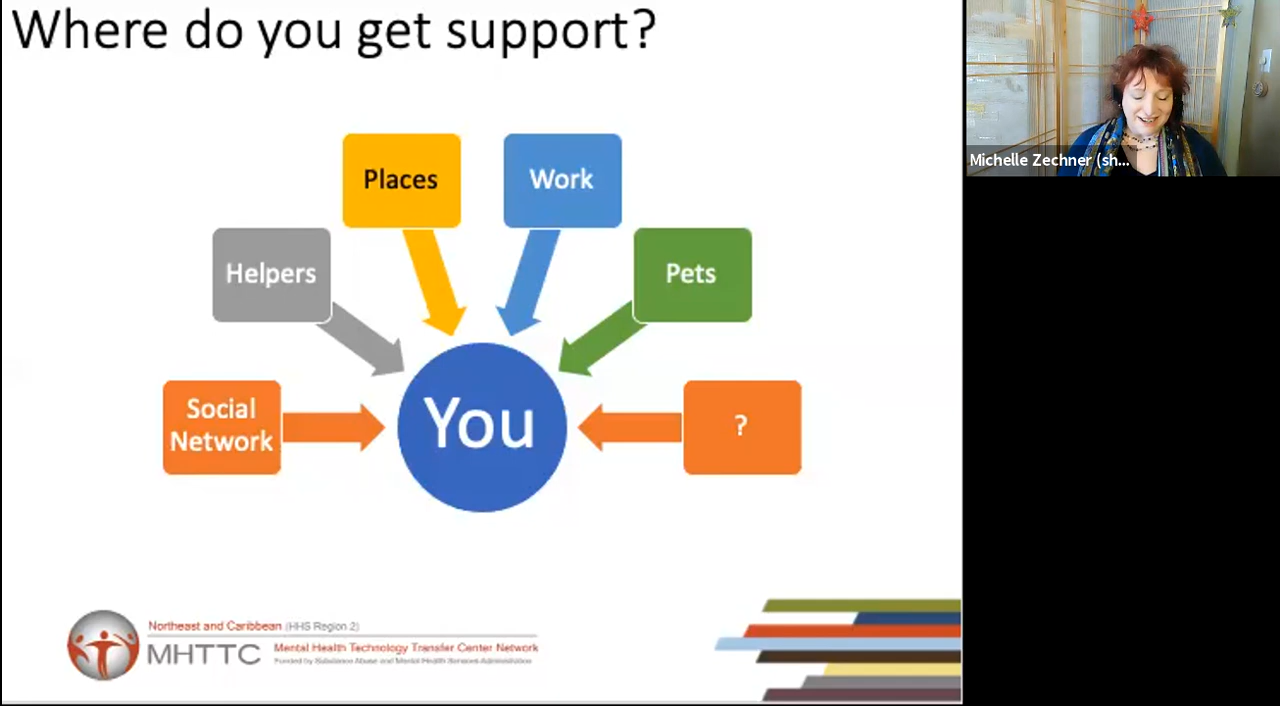 Where do you get support?
Places
Work
Helpers
Pets
Social
Network
You
?
Michelle Zechner (sh...
Northeast and Caribbean (HHS Region 2)
MHTTC
Mental Health Technology Transfer Center Network
Funded by Substance Abuse and Mental Health Services Administration